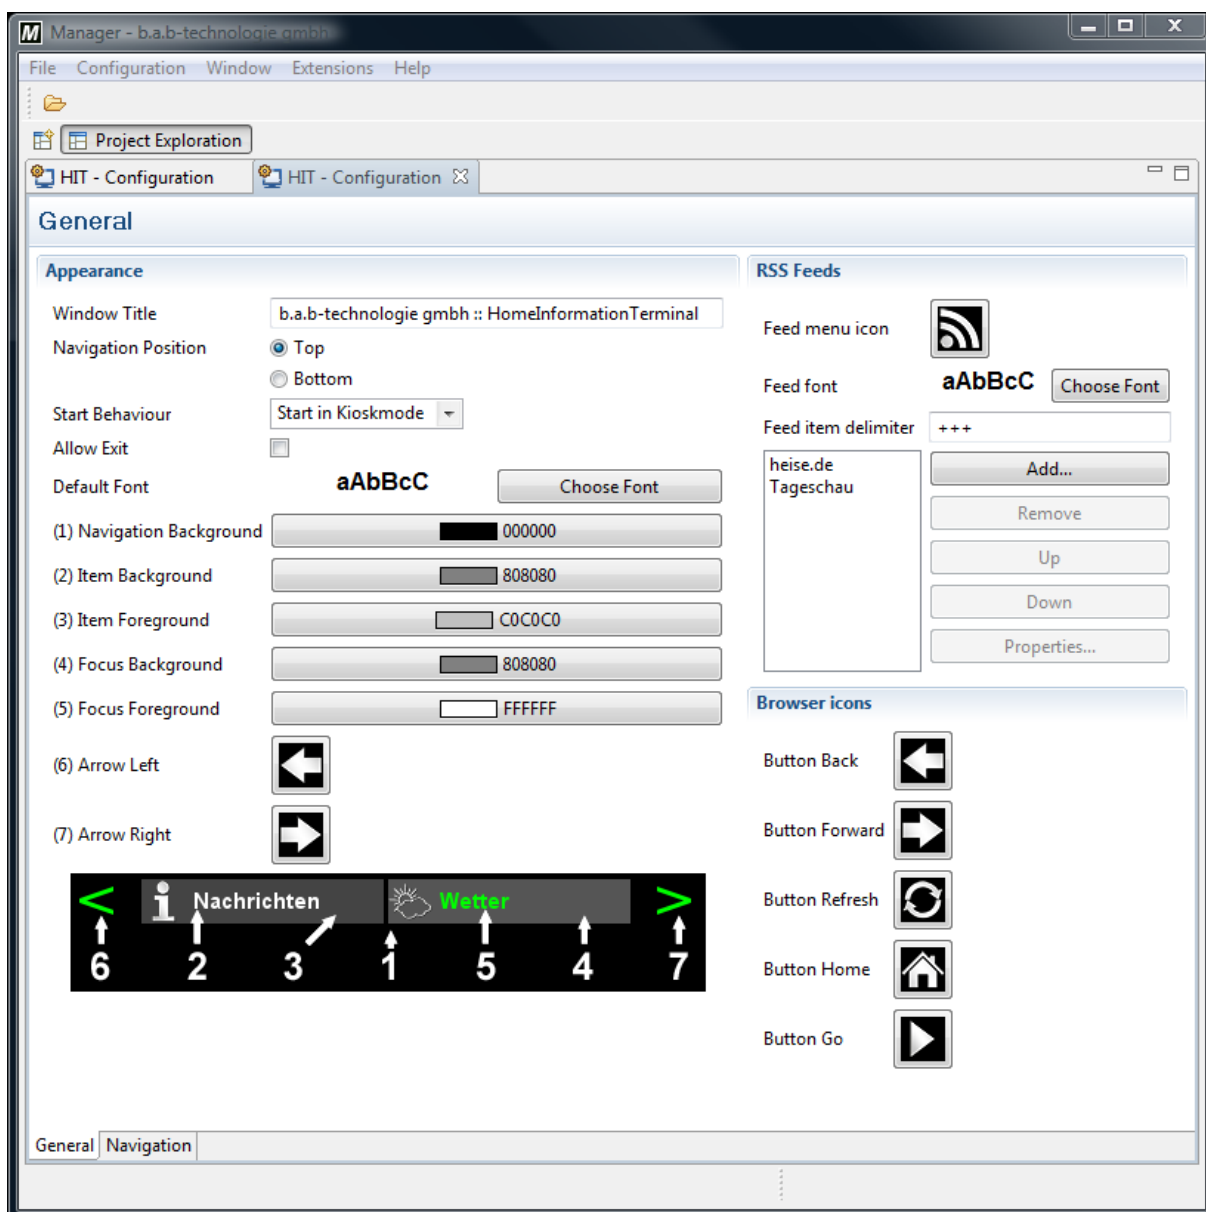 Manager - b.a.b-technologie gmbh
File Configuration Window Extensions Help
Project Exploration
HIT - Configuration
HIT - Configuration
General
Appearance
Window Title
b.a.b-technologie gmbh :: HomeInformationTerminal
Navigation Position
Top
Bottom
Start Behaviour
Start in Kioskmode
Allow Exit
Default Font
aAbBcC
Choose Font
(1) Navigation Background
000000
(2) Item Background
808080
(3) Item Foreground
C0C0C0
(4) Focus Background
808080
(5) Focus Foreground
FFFFFF
(6) Arrow Left
(7) Arrow Right
< Nachrichten Wetter >
6 2 3 1 5 4 7
RSS Feeds
Feed menu icon
Feed font
aAbBcC
Choose Font
Feed item delimiter
+++
heise.de
Tageschau
Add...
Remove
Up
Down
Properties...
Browser icons
Button Back
Button Forward
Button Refresh
Button Home
Button Go
General Navigation